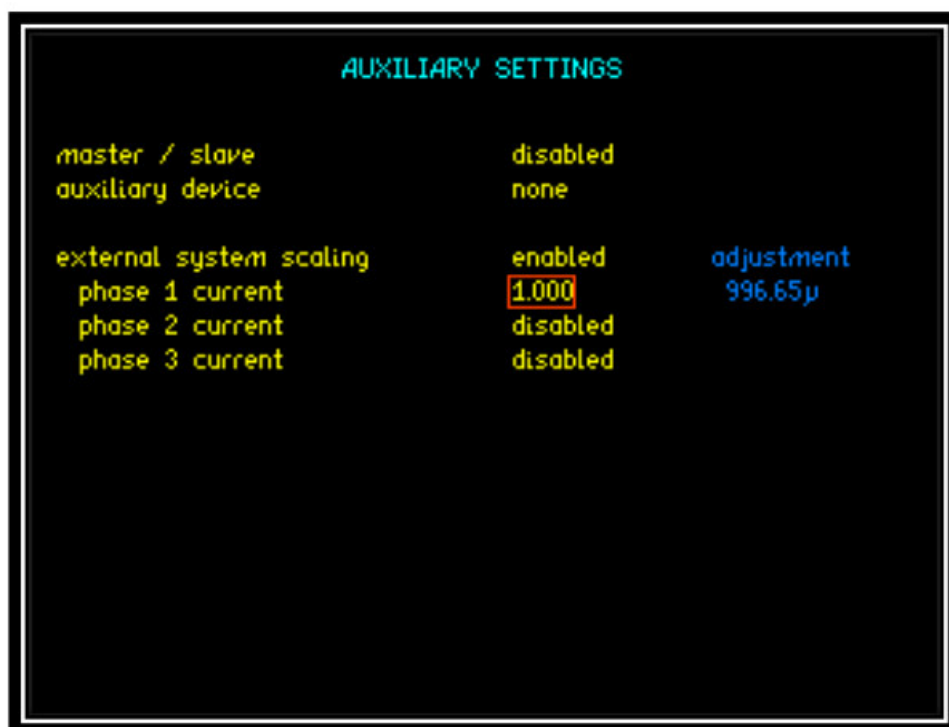 AUXILIARY SETTINGS
master / slave disabled
auxiliary device none
external system scaling enabled adjustment
phase 1 current 1.000 996.65µ
phase 2 current disabled
phase 3 current disabled